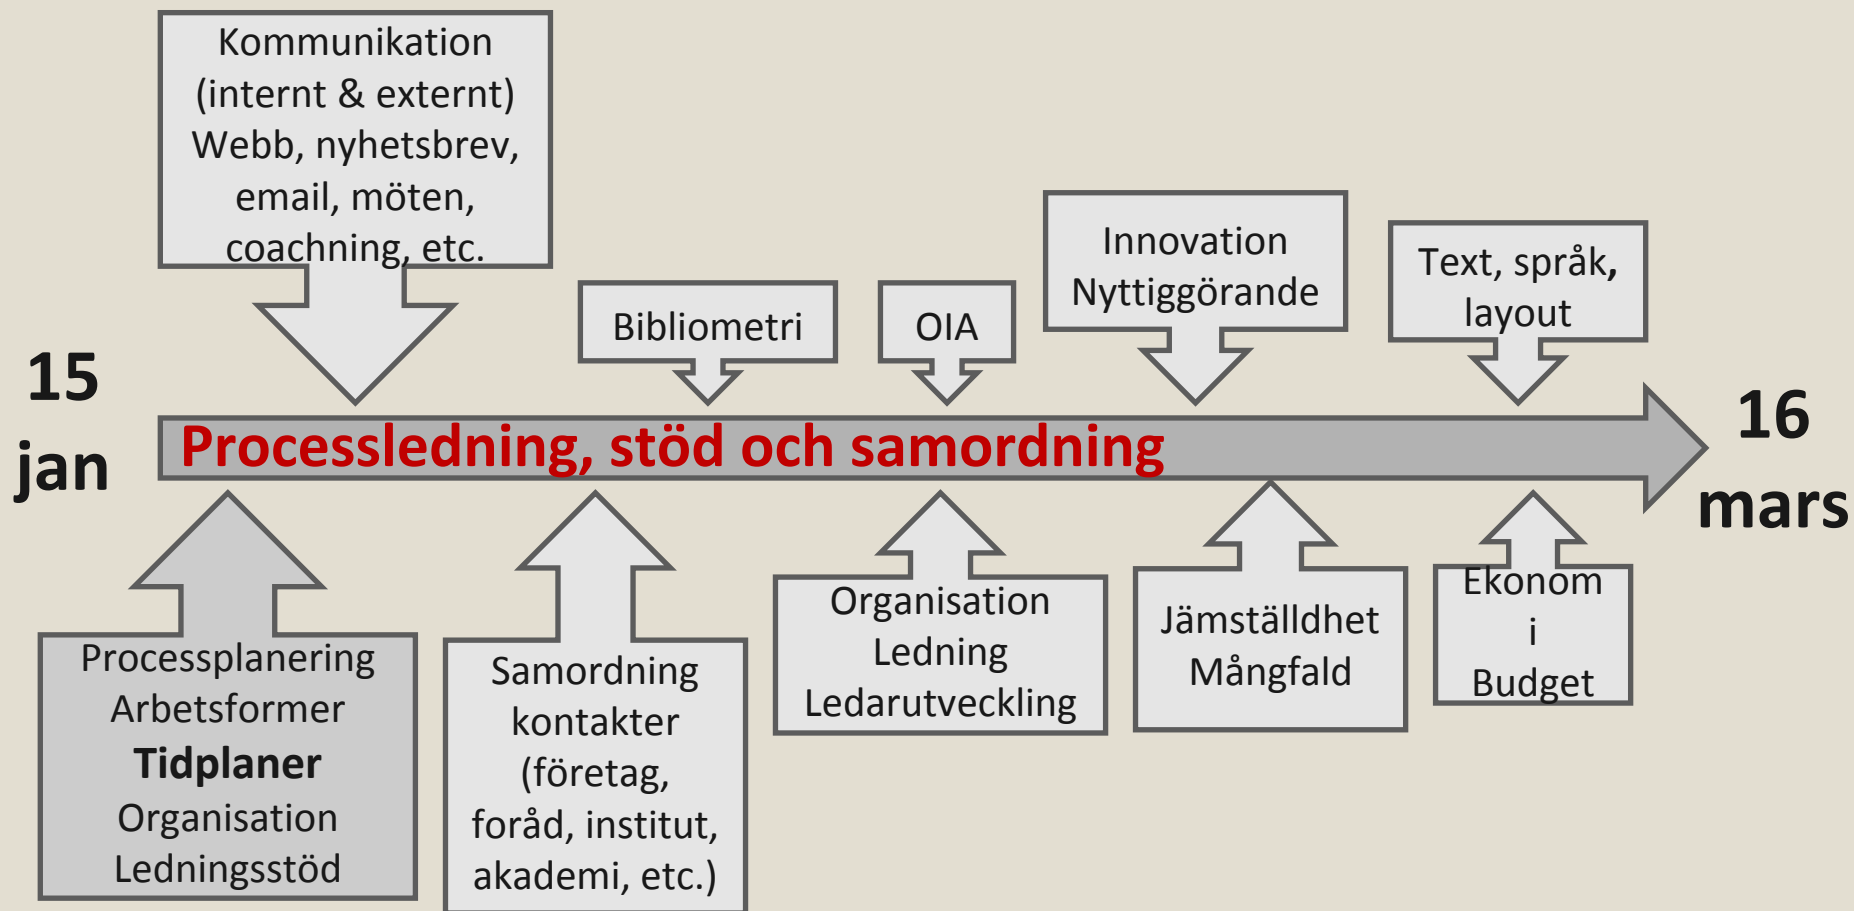 Kommunikation
(internt & externt)
Webb, nyhetsbrev,
email, möten,
coachning, etc.
Bibliometri
OIA
Innovation
Nyttiggörande
Text, språk,
layout
15
jan
Processledning, stöd och samordning
16
mars
Processplanering
Arbetsformer
Tidplaner
Organisation
Ledningsstöd
Samordning
kontakter
(företag,
foråd, institut,
akademi, etc.)
Organisation
Ledning
Ledarutveckling
Jämställdhet
Mångfald
Ekonom
i
Budget